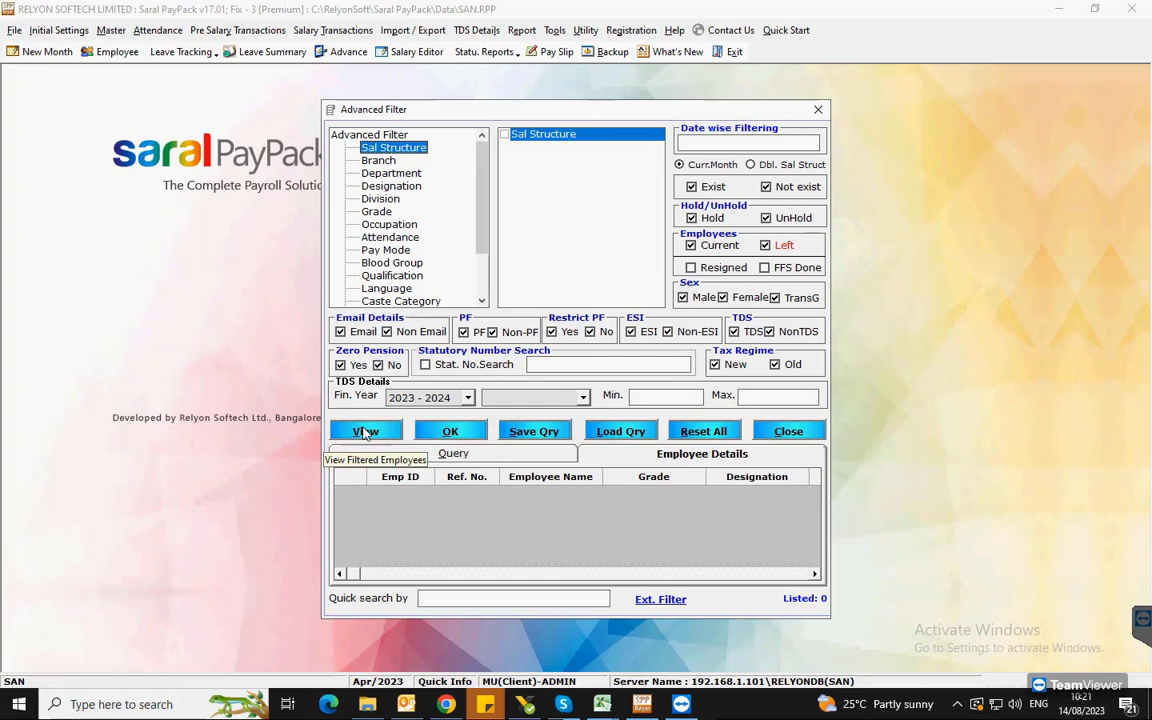 RELYON SOFTECH LIMITED : Saral PayPack v17.01; Fix - 3 [Premium] : C:\RelyonSoft\Saral PayPack\Data\SAN.RPP
File Initial Settings Master Attendance Pre Salary Transactions Salary Transactions Import / Export TDS Details Report Tools Utility Registration Help Contact Us Quick Start
New Month Employee Leave Tracking Leave Summary Advance Salary Editor Statu. Reports Pay Slip Backup What's New Exit
Advanced Filter
Advanced Filter
Sal Structure
Branch
Department
Designation
Division
Grade
Occupation
Attendance
Pay Mode
Blood Group
Qualification
Language
Caste Category
Sal Structure
Date wise Filtering
Curr.Month Dbl. Sal Struct
Exist Not exist
Hold/UnHold
Hold UnHold
Employees
Current Left
Resigned FFS Done
Sex
Male Female TransG
Email Details PF Restrict PF ESI TDS
Email Non Email PF Non-PF Yes No ESI Non-ESI TDS NonTDS
Zero Pension Statutory Number Search Tax Regime
Yes No Stat. No.Search New Old
TDS Details
Fin. Year 2023 - 2024 Min. Max.
View OK Save Qry Load Qry Reset All Close
View Filtered Employees
Query Employee Details
Emp ID Ref. No. Employee Name Grade Designation
Quick search by Ext. Filter Listed: 0
saral PayPack
The Complete Payroll Solutio
Developed by Relyon Softech Ltd., Bangalore
Activate Windows
Go to Settings to activate Windows.
SAN Apr/2023 Quick Info MU(Client)-ADMIN Server Name : 192.168.1.101\RELYONDB(SAN)
TeamViewer
Type here to search
25°C Partly sunny
ENG
10:21
14/08/2023
21